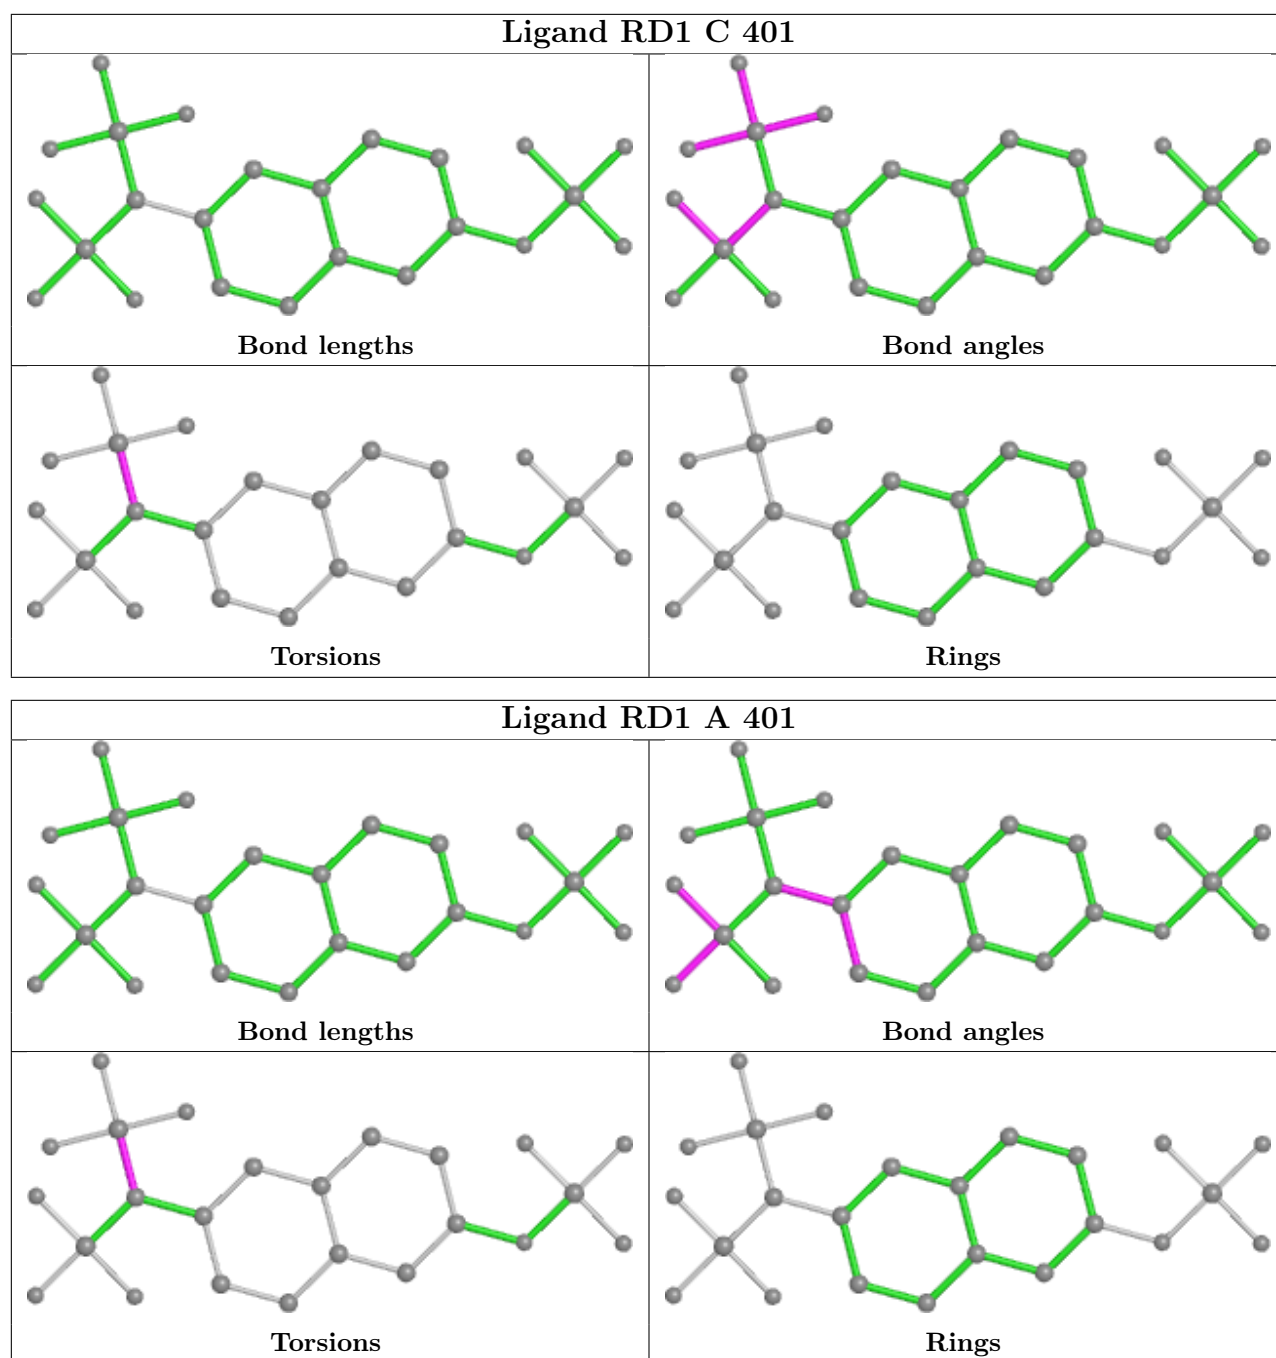 Ligand RD1 C 401
Bond lengths
Bond angles
Torsions
Rings
Ligand RD1 A 401
Bond lengths
Bond angles
Torsions
Rings